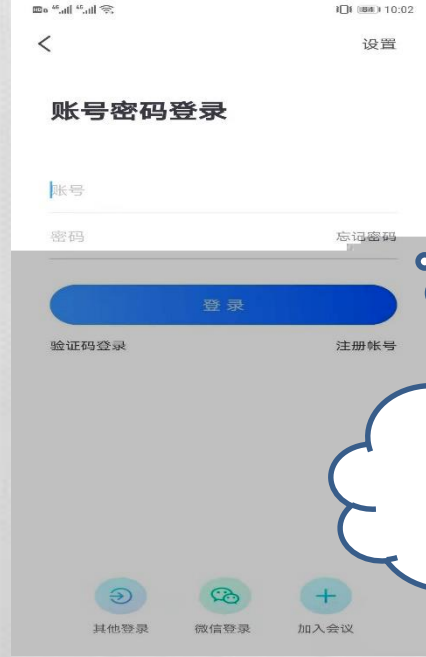 10:02
设置
账号密码登录
账号
密码 忘记密码
登录
验证码登录 注册帐号
其他登录 微信登录 加入会议